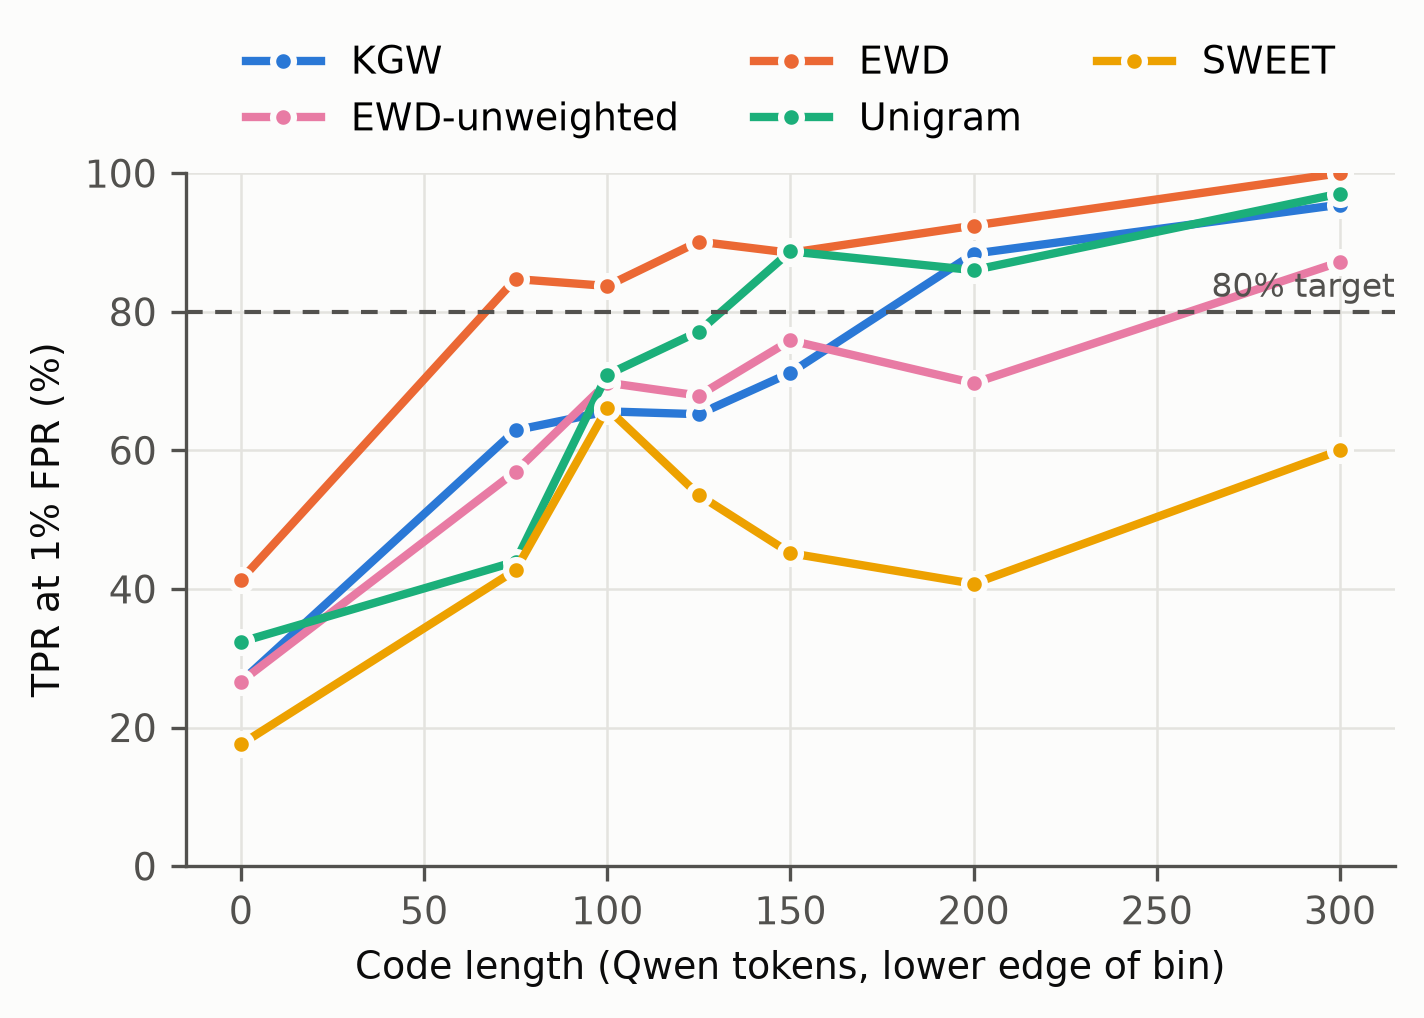 KGW EWD SWEET
EWD-unweighted Unigram
100
80
60
40
20
0
80% target
TPR at 1% FPR (%)
0 50 100 150 200 250 300
Code length (Qwen tokens, lower edge of bin)